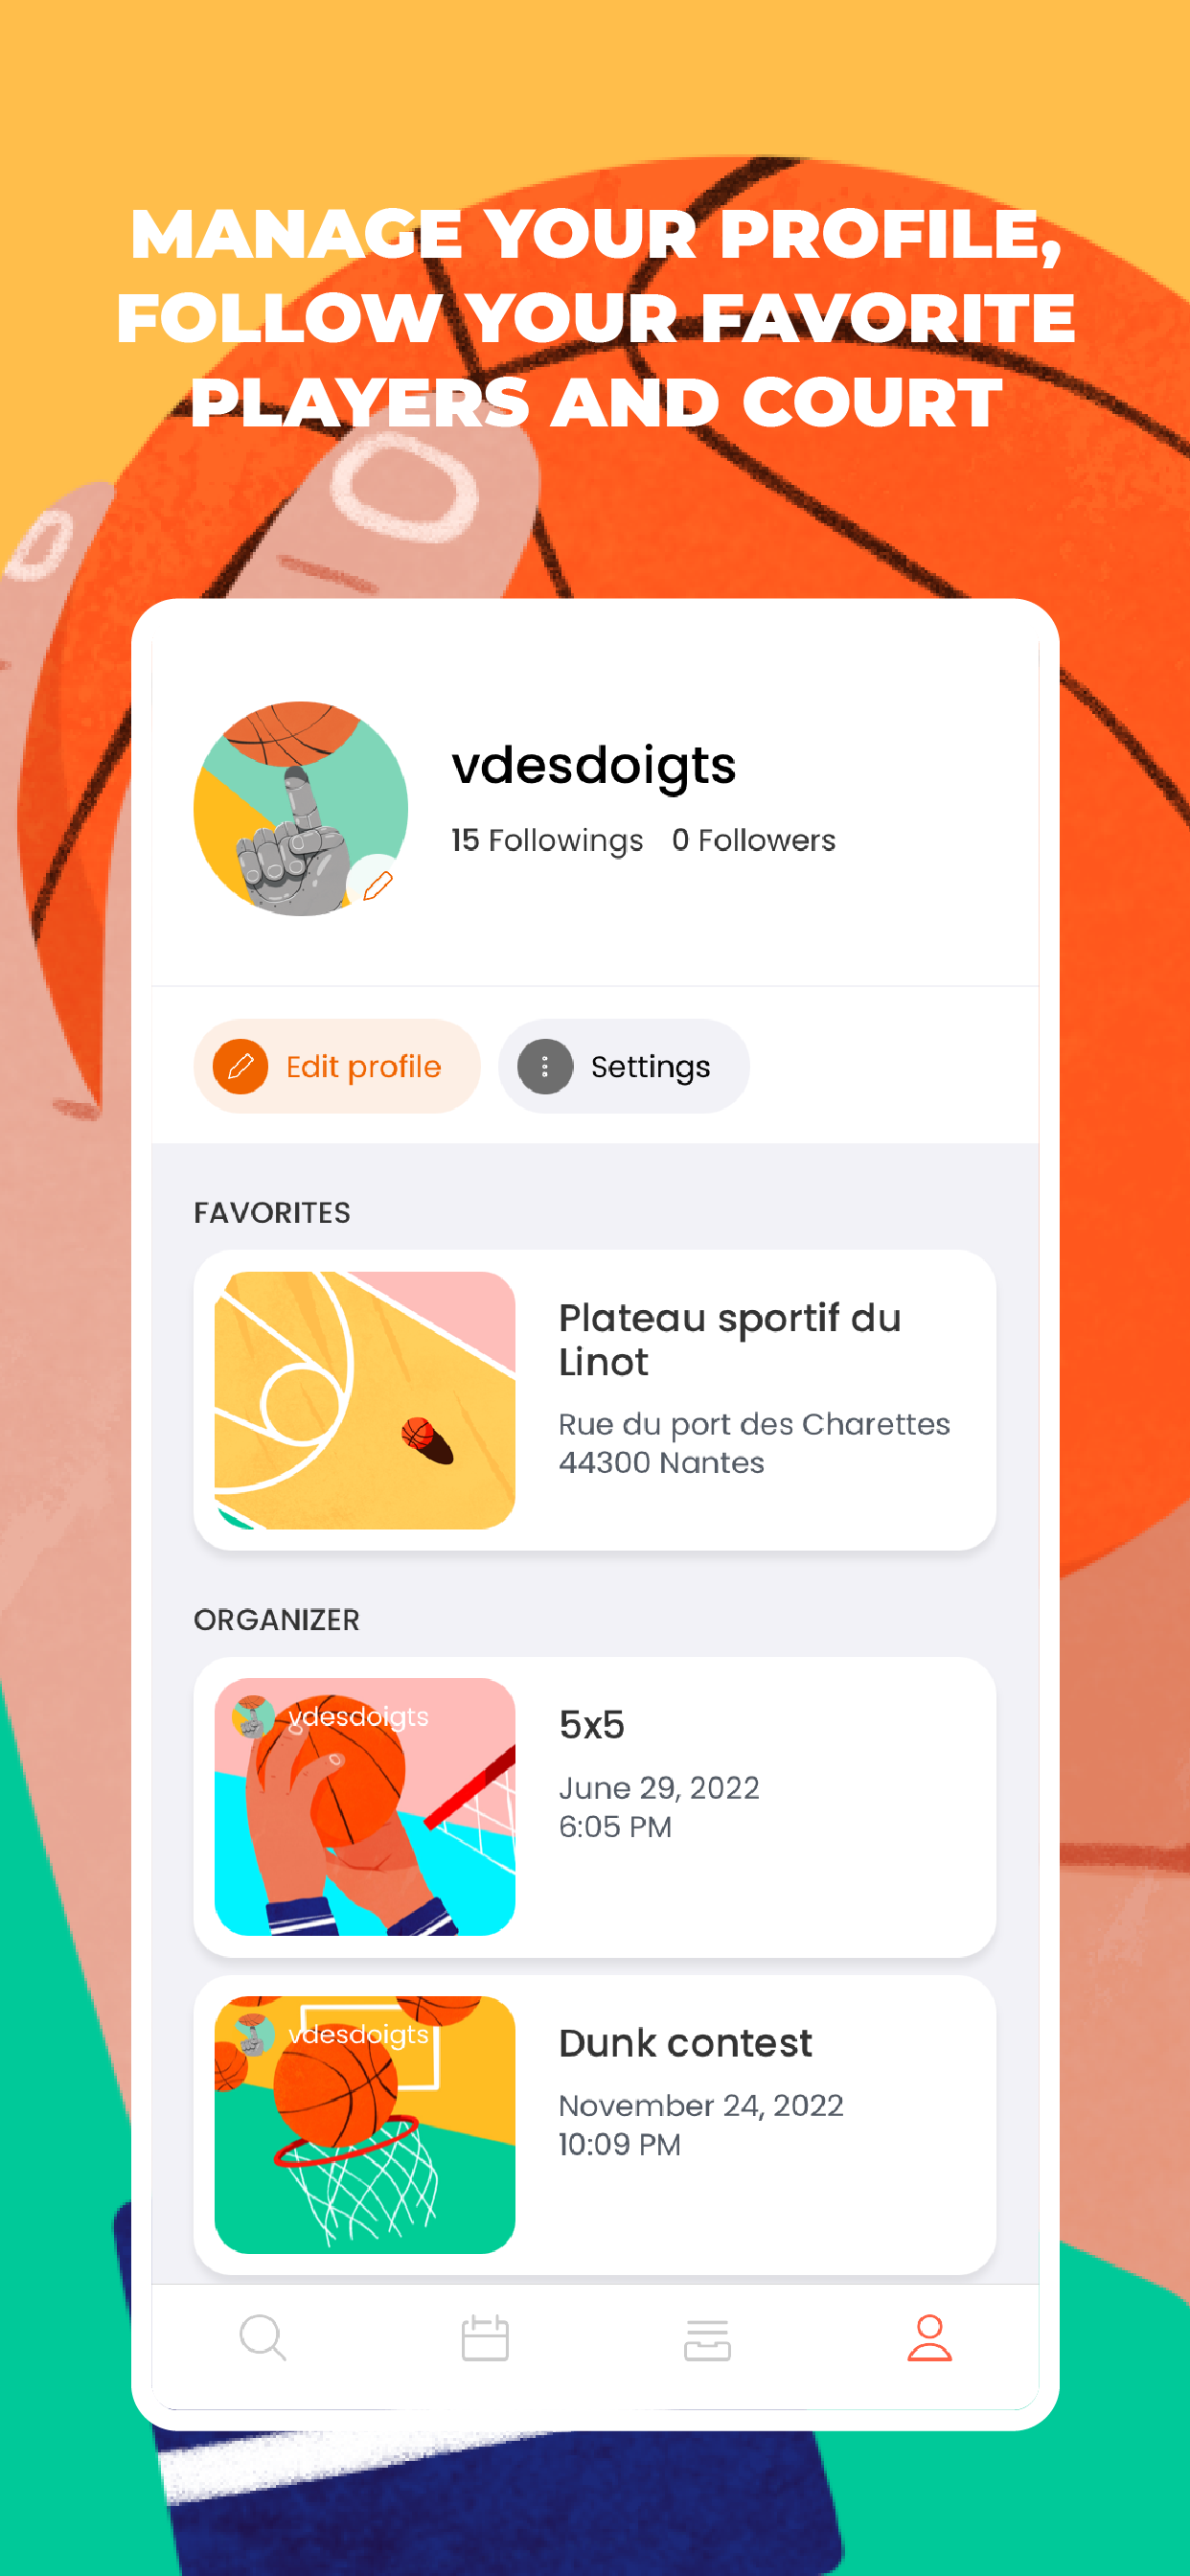 MANAGE YOUR PROFILE,
FOLLOW YOUR FAVORITE
PLAYERS AND COURT
vdesdoigts
15 Followings 0 Followers
Edit profile
Settings
FAVORITES
Plateau sportif du
Linot
Rue du port des Charettes
44300 Nantes
ORGANIZER
vdesdoigts
5x5
June 29, 2022
6:05 PM
vdesdoigts
Dunk contest
November 24, 2022
10:09 PM